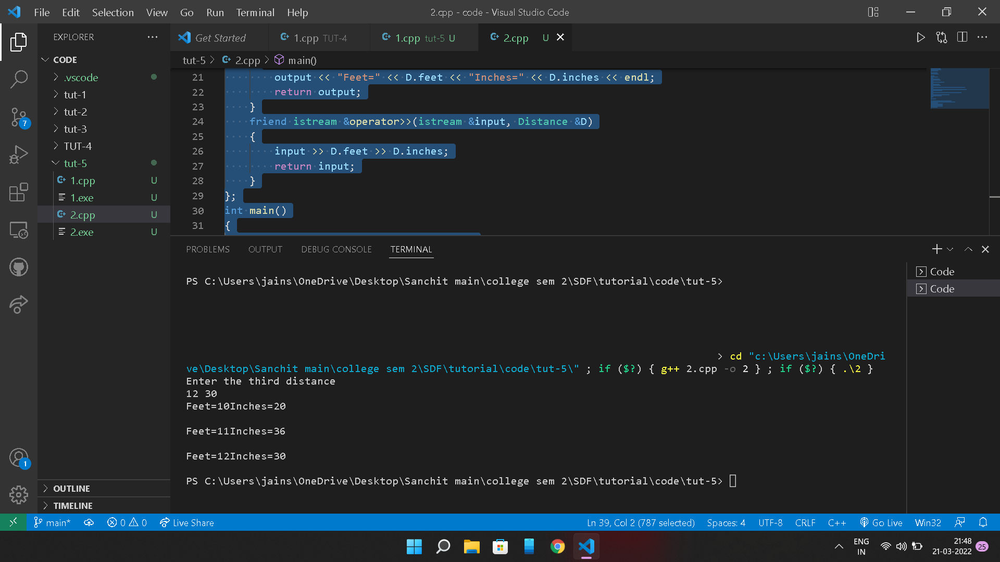 File Edit Selection View Go Run Terminal Help
2.cpp - code - Visual Studio Code
EXPLORER
CODE
.vscode
tut-1
tut-2
tut-3
TUT-4
tut-5
1.cpp U
1.exe U
2.cpp U
2.exe U
OUTLINE
TIMELINE
7
1
Get Started
1.cpp TUT-4
1.cpp tut-5 U
2.cpp U
tut-5 > 2.cpp > main()
21 output << "Feet=" << D.feet << "Inches=" << D.inches << endl;
22 return output;
23 }
24 friend istream &operator>>(istream &input, Distance &D)
25 {
26 input >> D.feet >> D.inches;
27 return input;
28 }
29 };
30 int main()
31 {
PROBLEMS OUTPUT DEBUG CONSOLE TERMINAL
PS C:\Users\jains\OneDrive\Desktop\Sanchit main\college sem 2\SDF\tutorial\code\tut-5>
> cd "c:\Users\jains\OneDri
ve\Desktop\Sanchit main\college sem 2\SDF\tutorial\code\tut-5\" ; if ($?) { g++ 2.cpp -o 2 } ; if ($?) { .\2 }
Enter the third distance
12 30
Feet=10Inches=20
Feet=11Inches=36
Feet=12Inches=30
PS C:\Users\jains\OneDrive\Desktop\Sanchit main\college sem 2\SDF\tutorial\code\tut-5>
Code
Code
main* 0 0 Live Share
Ln 39, Col 2 (787 selected) Spaces: 4 UTF-8 CRLF C++ Go Live Win32
ENG
IN
21:48
21-03-2022
25